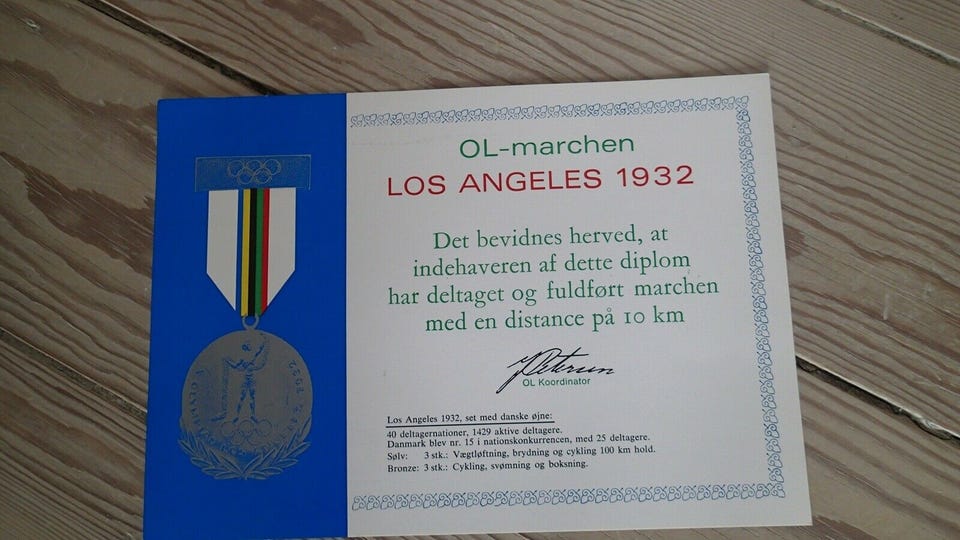 OL-marchen
LOS ANGELES 1932
Det bevidnes herved, at
indehaveren af dette diplom
har deltaget og fuldført marchen
med en distance på 10 km
OL Koordinator
Los Angeles 1932, set med danske øjne:
40 deltagernationer, 1429 aktive deltagere.
Danmark blev nr. 15 i nationskonkurrencen, med 25 deltagere.
Sølv: 3 stk.: Vægtløftning, brydning og cykling 100 km hold.
Bronze: 3 stk.: Cykling, svømning og boksning.